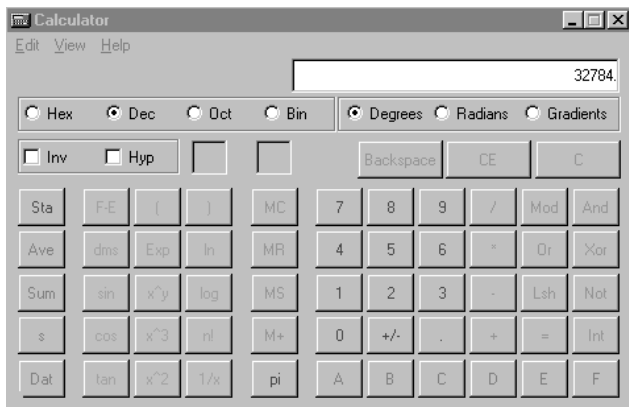 Calculator
Edit View Help
32784.
Hex Dec Oct Bin Degrees Radians Gradients
Inv Hyp Backspace CE C
Sta F-E ( ) MC 7 8 9 / Mod And
Ave dms Exp ln MR 4 5 6 * Or Xor
Sum sin x^y log MS 1 2 3 - Lsh Not
s cos x^3 n! M+ 0 +/- . + = Int
Dat tan x^2 1/x pi A B C D E F